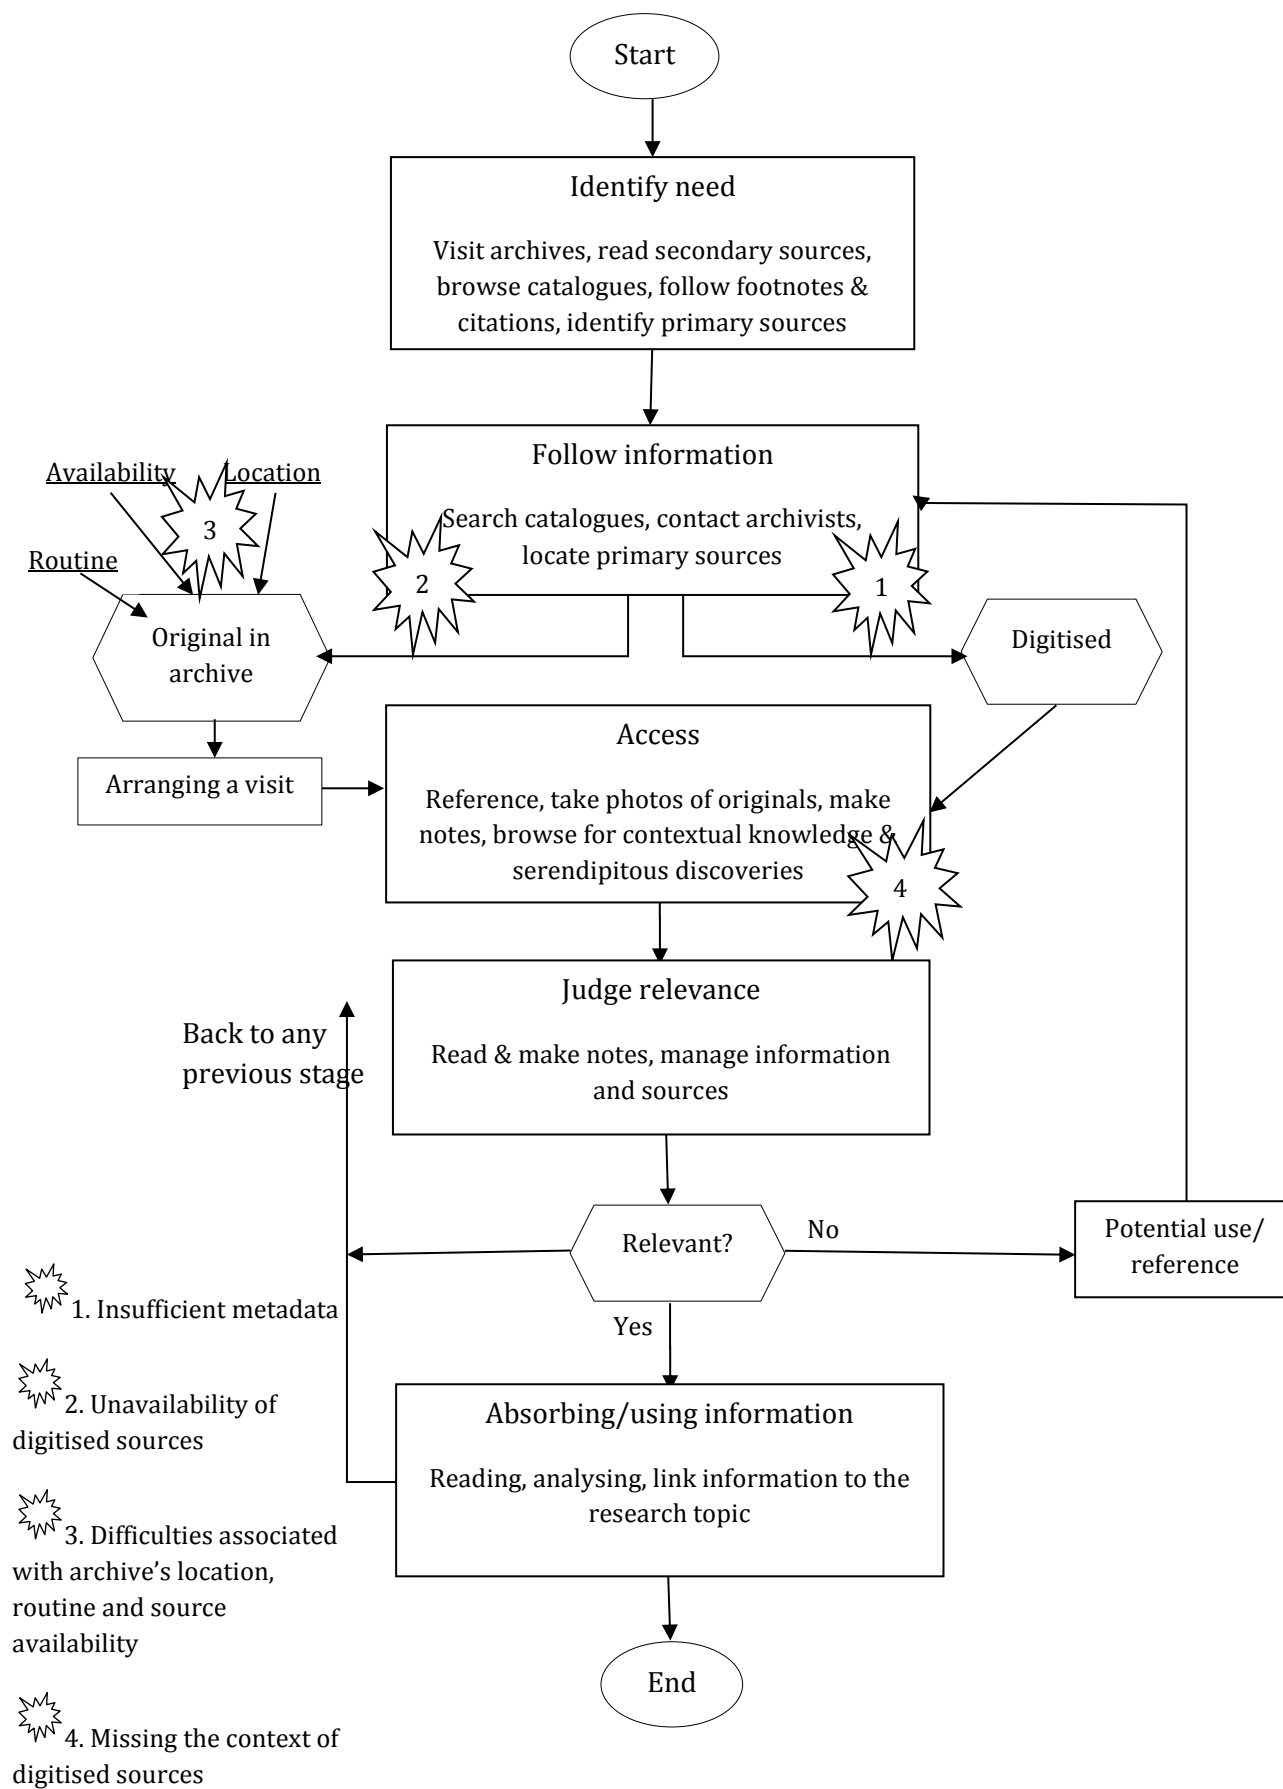 Start
Identify need
Visit archives, read secondary sources,
browse catalogues, follow footnotes &
citations, identify primary sources
Follow information
Search catalogues, contact archivists,
locate primary sources
Availability
Location
Routine
3
2
1
Original in
archive
Digitised
Arranging a visit
Access
Reference, take photos of originals, make
notes, browse for contextual knowledge &
serendipitous discoveries
4
Judge relevance
Read & make notes, manage information
and sources
Back to any
previous stage
Relevant?
No
Potential use/
reference
Yes
Absorbing/using information
Reading, analysing, link information to the
research topic
End
1. Insufficient metadata
2. Unavailability of
digitised sources
3. Difficulties associated
with archive’s location,
routine and source
availability
4. Missing the context of
digitised sources